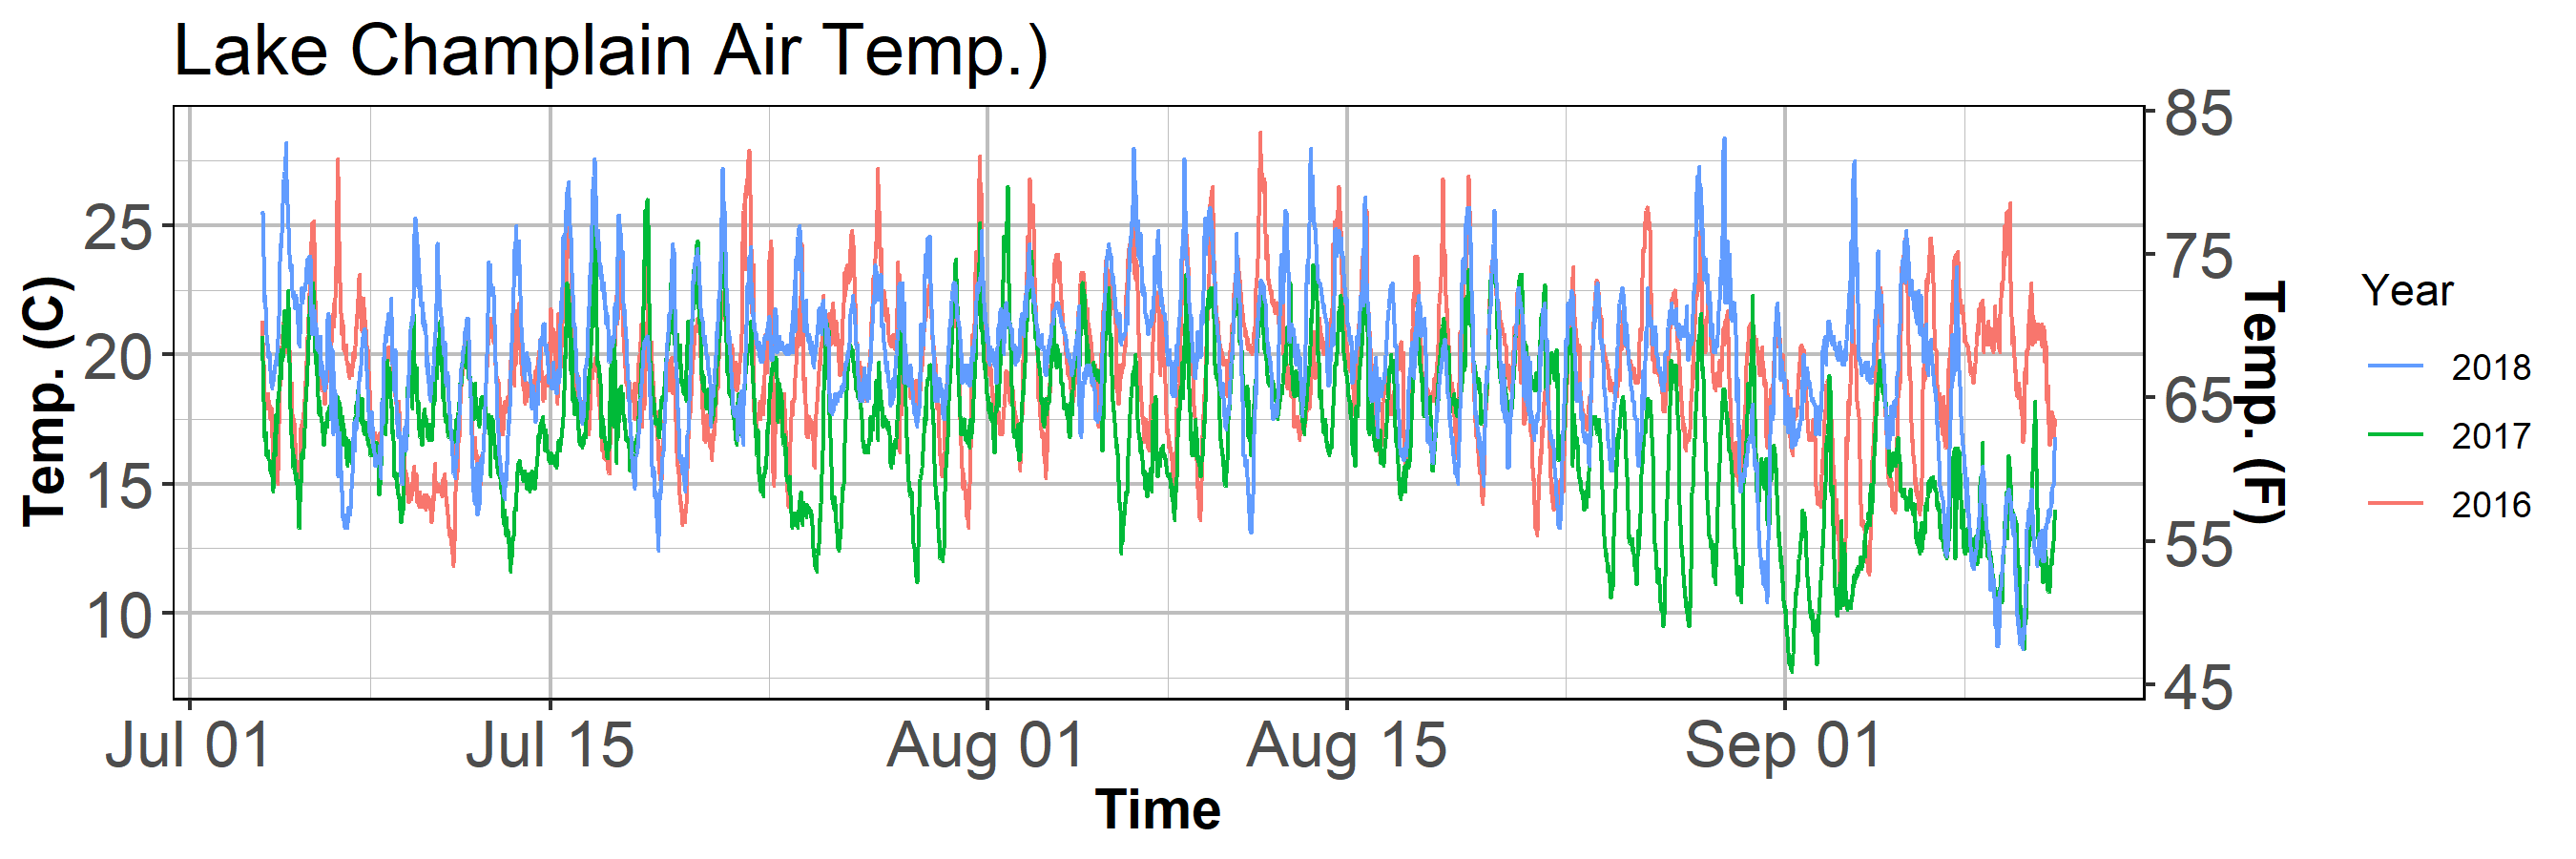 Lake Champlain Air Temp.)
Temp. (C)
25
20
15
10
85
75
65
55
45
Temp. (F)
Jul 01
Jul 15
Aug 01
Aug 15
Sep 01
Time
Year
2018
2017
2016